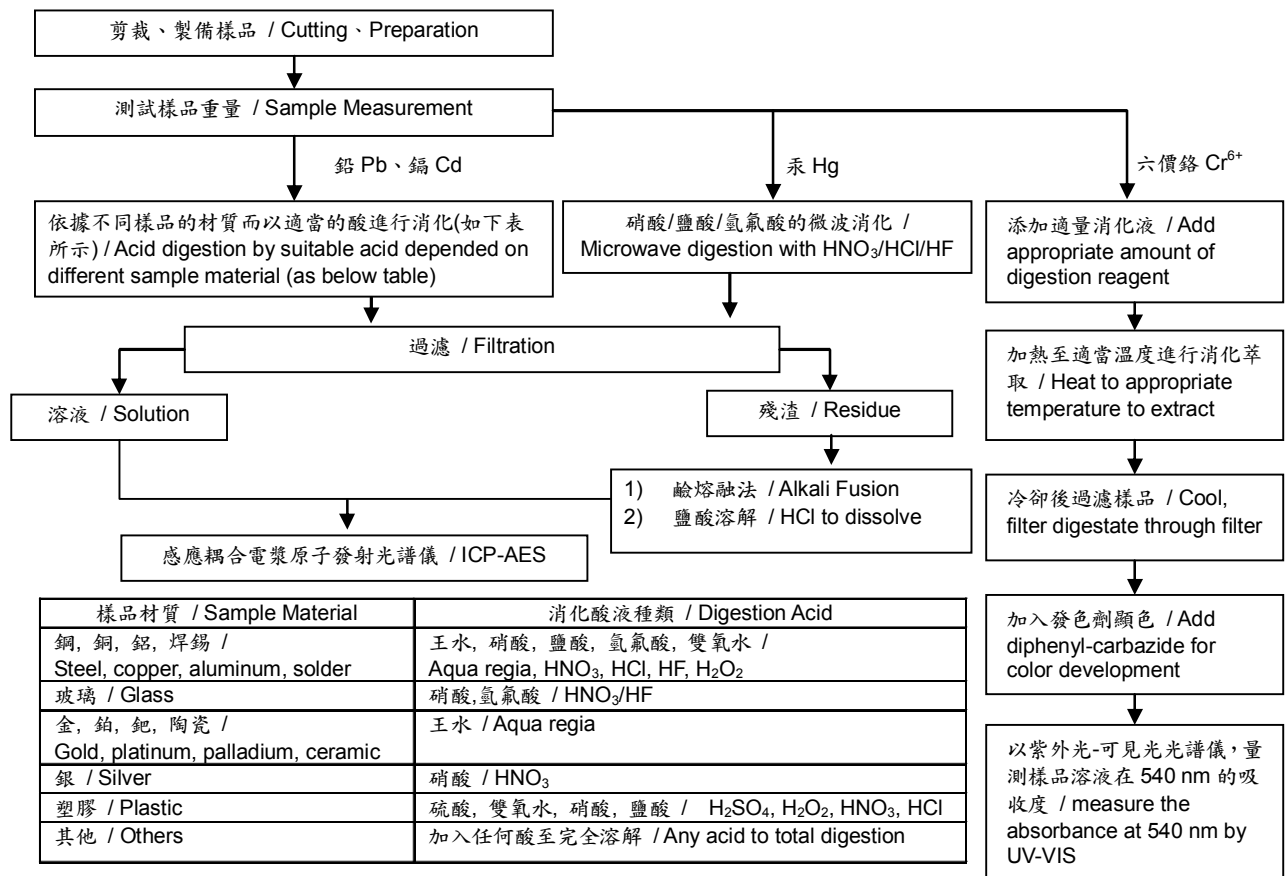 剪裁、製備樣品 / Cutting、Preparation
測試樣品重量 / Sample Measurement
鉛 Pb、鎘 Cd
汞 Hg
六價鉻 Cr⁶⁺
依據不同樣品的材質而以適當的酸進行消化(如下表
所示) / Acid digestion by suitable acid depended on
different sample material (as below table)
硝酸/鹽酸/氫氟酸的微波消化 /
Microwave digestion with HNO₃/HCl/HF
添加適量消化液 / Add
appropriate amount of
digestion reagent
過濾 / Filtration
加熱至適當溫度進行消化萃
取 / Heat to appropriate
temperature to extract
溶液 / Solution
殘渣 / Residue
1) 鹼熔融法 / Alkali Fusion
2) 鹽酸溶解 / HCl to dissolve
冷卻後過濾樣品 / Cool,
filter digestate through filter
感應耦合電漿原子發射光譜儀 / ICP-AES
加入發色劑顯色 / Add
diphenyl-carbazide for
color development
以紫外光-可見光光譜儀，量
測樣品溶液在 540 nm 的吸
收度 / measure the
absorbance at 540 nm by
UV-VIS
樣品材質 / Sample Material
消化酸液種類 / Digestion Acid
鋼, 銅, 鋁, 焊錫 /
Steel, copper, aluminum, solder
王水, 硝酸, 鹽酸, 氫氟酸, 雙氧水 /
Aqua regia, HNO₃, HCl, HF, H₂O₂
玻璃 / Glass
硝酸,氫氟酸 / HNO₃/HF
金, 鉑, 鈀, 陶瓷 /
Gold, platinum, palladium, ceramic
王水 / Aqua regia
銀 / Silver
硝酸 / HNO₃
塑膠 / Plastic
硫酸, 雙氧水, 硝酸, 鹽酸 / H₂SO₄, H₂O₂, HNO₃, HCl
其他 / Others
加入任何酸至完全溶解 / Any acid to total digestion